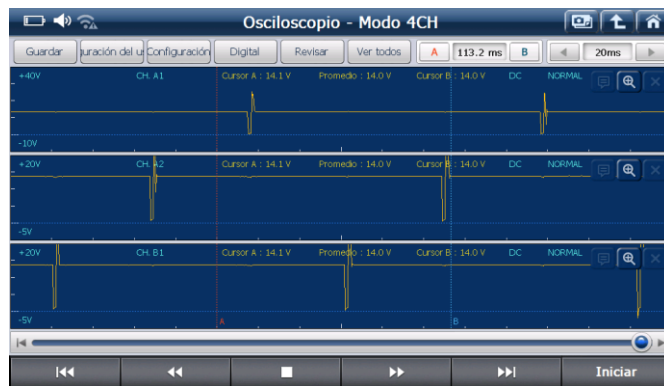 Osciloscopio - Modo 4CH
Guardar uración del u Configuración Digital Revisar Ver todos A 113.2 ms B 20ms
+40V CH. A1 Cursor A : 14.1 V Promedio : 14.0 V Cursor B : 14.0 V DC NORMAL
-10V
+20V CH. A2 Cursor A : 14.1 V Promedio : 14.0 V Cursor B : 14.0 V DC NORMAL
-5V
+20V CH. B1 Cursor A : 14.1 V Promedio : 14.0 V Cursor B : 14.0 V DC NORMAL
-5V A B
Iniciar